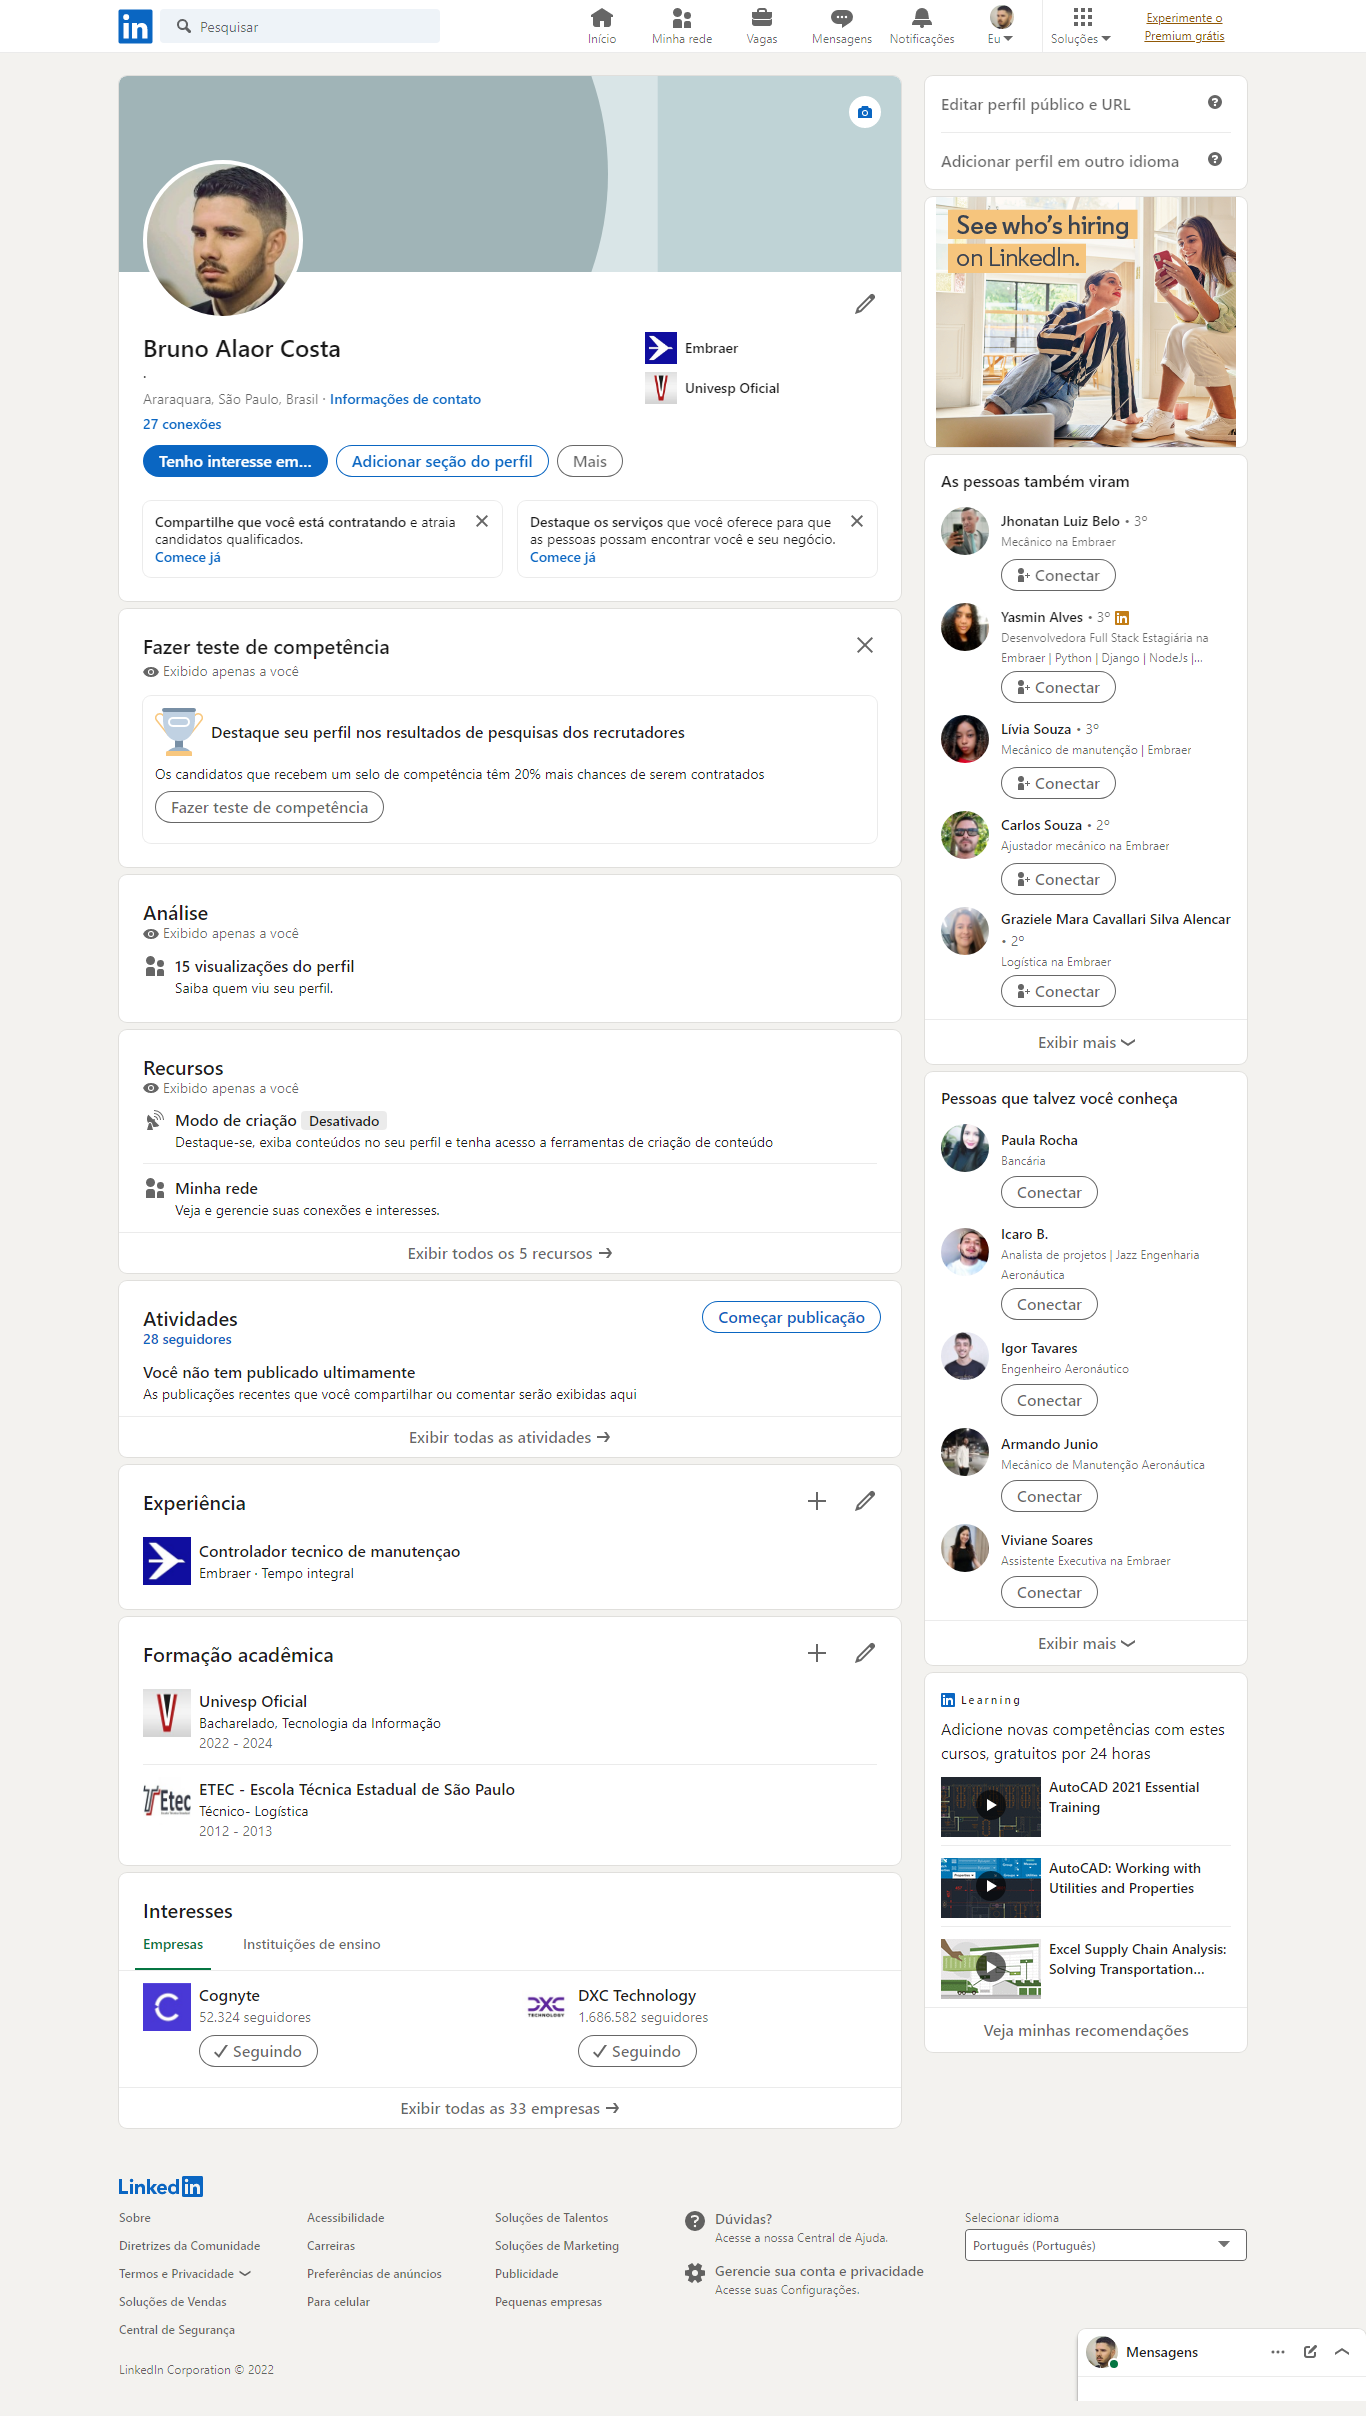 in
Pesquisar
Início
Minha rede
Vagas
Mensagens
Notificações
Eu
Soluções
Experimente o
Premium grátis
Bruno Alaor Costa
.
Araraquara, São Paulo, Brasil · Informações de contato
27 conexões
Embraer
Univesp Oficial
Tenho interesse em...
Adicionar seção do perfil
Mais
Compartilhe que você está contratando e atraia
candidatos qualificados.
Comece já
Destaque os serviços que você oferece para que
as pessoas possam encontrar você e seu negócio.
Comece já
Fazer teste de competência
Exibido apenas a você
Destaque seu perfil nos resultados de pesquisas dos recrutadores
Os candidatos que recebem um selo de competência têm 20% mais chances de serem contratados
Fazer teste de competência
Análise
Exibido apenas a você
15 visualizações do perfil
Saiba quem viu seu perfil.
Recursos
Exibido apenas a você
Modo de criação Desativado
Destaque-se, exiba conteúdos no seu perfil e tenha acesso a ferramentas de criação de conteúdo
Minha rede
Veja e gerencie suas conexões e interesses.
Exibir todos os 5 recursos →
Atividades
28 seguidores
Começar publicação
Você não tem publicado ultimamente
As publicações recentes que você compartilhar ou comentar serão exibidas aqui
Exibir todas as atividades →
Experiência
Controlador tecnico de manutençao
Embraer · Tempo integral
Formação acadêmica
Univesp Oficial
Bacharelado, Tecnologia da Informação
2022 - 2024
Etec
ETEC - Escola Técnica Estadual de São Paulo
Técnico- Logística
2012 - 2013
Interesses
Empresas
Instituições de ensino
Cognyte
52.324 seguidores
Seguindo
DXC
TECHNOLOGY
DXC Technology
1.686.582 seguidores
Seguindo
Exibir todas as 33 empresas →
Editar perfil público e URL
Adicionar perfil em outro idioma
See who's hiring
on LinkedIn.
As pessoas também viram
Jhonatan Luiz Belo • 3º
Mecânico na Embraer
Conectar
Yasmin Alves • 3º in
Desenvolvedora Full Stack Estagiária na
Embraer | Python | Django | NodeJs |...
Conectar
Lívia Souza • 3º
Mecânico de manutenção | Embraer
Conectar
Carlos Souza • 2º
Ajustador mecânico na Embraer
Conectar
Graziele Mara Cavallari Silva Alencar
• 2º
Logística na Embraer
Conectar
Exibir mais
Pessoas que talvez você conheça
Paula Rocha
Bancária
Conectar
Icaro B.
Analista de projetos | Jazz Engenharia
Aeronáutica
Conectar
Igor Tavares
Engenheiro Aeronáutico
Conectar
Armando Junio
Mecânico de Manutenção Aeronáutica
Conectar
Viviane Soares
Assistente Executiva na Embraer
Conectar
Exibir mais
in Learning
Adicione novas competências com estes
cursos, gratuitos por 24 horas
AutoCAD 2021 Essential
Training
AutoCAD: Working with
Utilities and Properties
Excel Supply Chain Analysis:
Solving Transportation...
Veja minhas recomendações
Linkedin
Sobre
Diretrizes da Comunidade
Termos e Privacidade
Soluções de Vendas
Central de Segurança
Acessibilidade
Carreiras
Preferências de anúncios
Para celular
Soluções de Talentos
Soluções de Marketing
Publicidade
Pequenas empresas
Dúvidas?
Acesse a nossa Central de Ajuda.
Gerencie sua conta e privacidade
Acesse suas Configurações.
Selecionar idioma
Português (Português)
LinkedIn Corporation © 2022
Mensagens